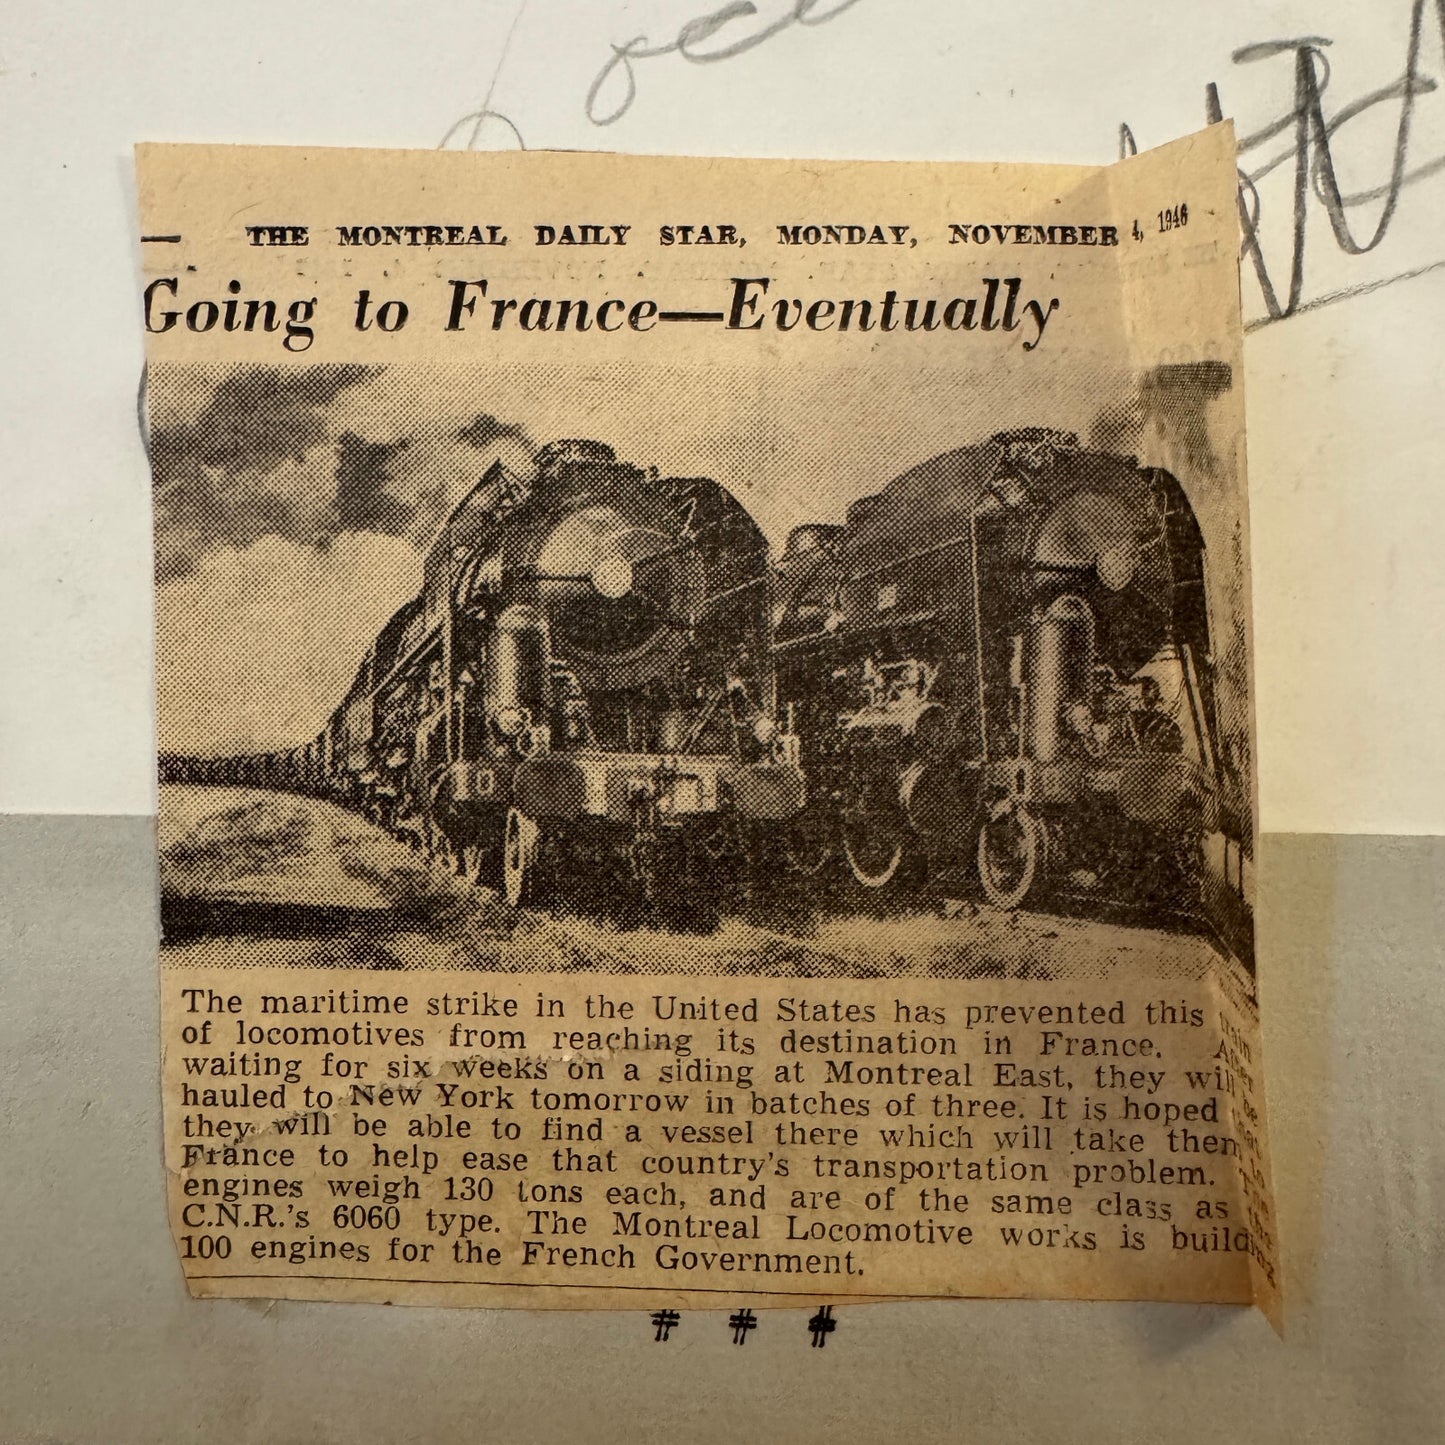 THE MONTREAL DAILY STAR, MONDAY, NOVEMBER 4, 1946
Going to France—Eventually
10
The maritime strike in the United States has prevented this
of locomotives from reaching its destination in France.
waiting for six weeks on a siding at Montreal East, they will
hauled to New York tomorrow in batches of three. It is hoped
they will be able to find a vessel there which will take them
France to help ease that country's transportation problem.
engines weigh 130 tons each, and are of the same class as
C.N.R.'s 6060 type. The Montreal Locomotive works is build
100 engines for the French Government.
# # #